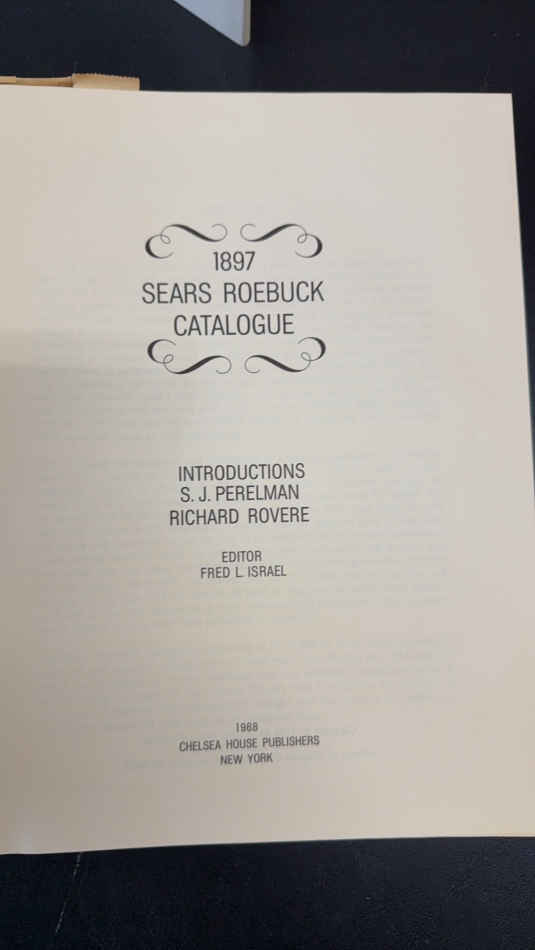 1897
SEARS ROEBUCK
CATALOGUE
INTRODUCTIONS
S. J. PERELMAN
RICHARD ROVERE
EDITOR
FRED L. ISRAEL
1968
CHELSEA HOUSE PUBLISHERS
NEW YORK